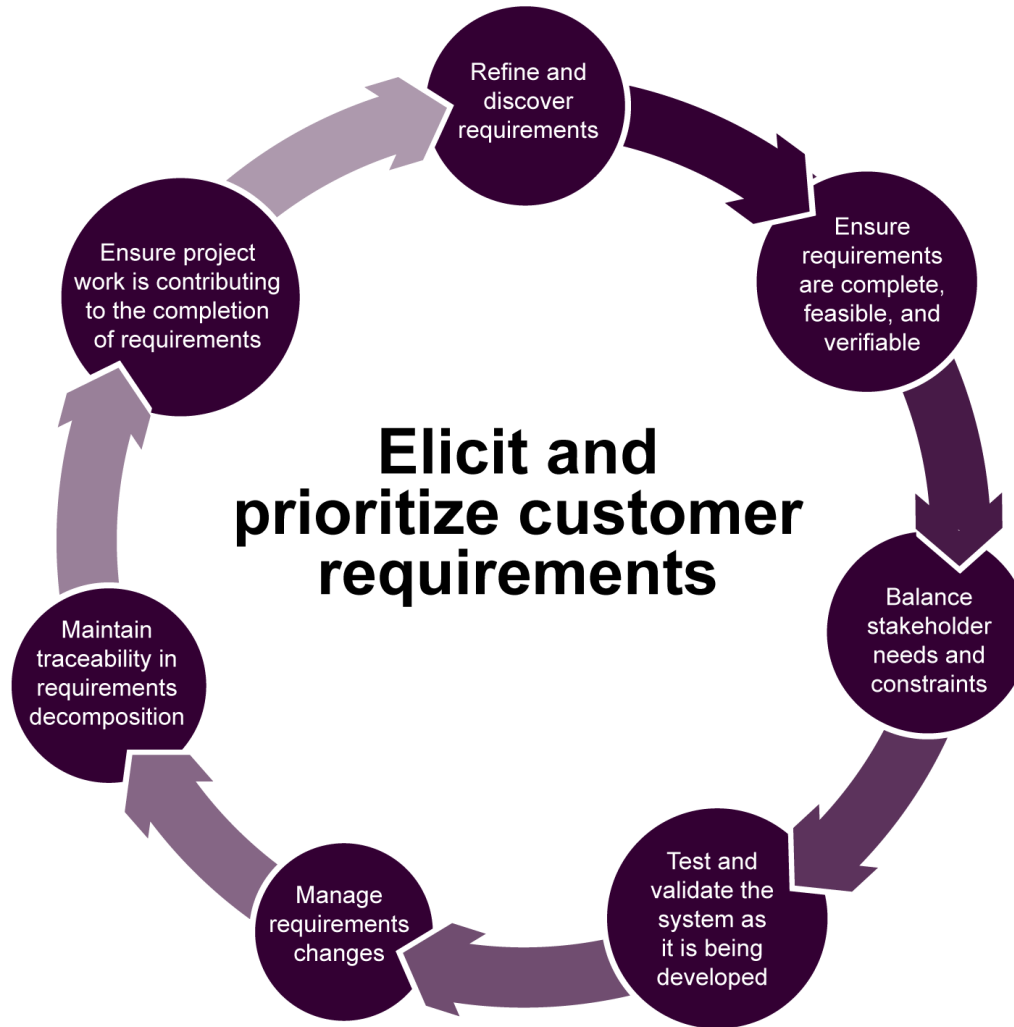 Refine and
discover
requirements
Ensure
requirements
are complete,
feasible, and
verifiable
Balance
stakeholder
needs and
constraints
Test and
validate the
system as
it is being
developed
Manage
requirements
changes
Maintain
traceability in
requirements
decomposition
Ensure project
work is contributing
to the completion
of requirements
Elicit and
prioritize customer
requirements